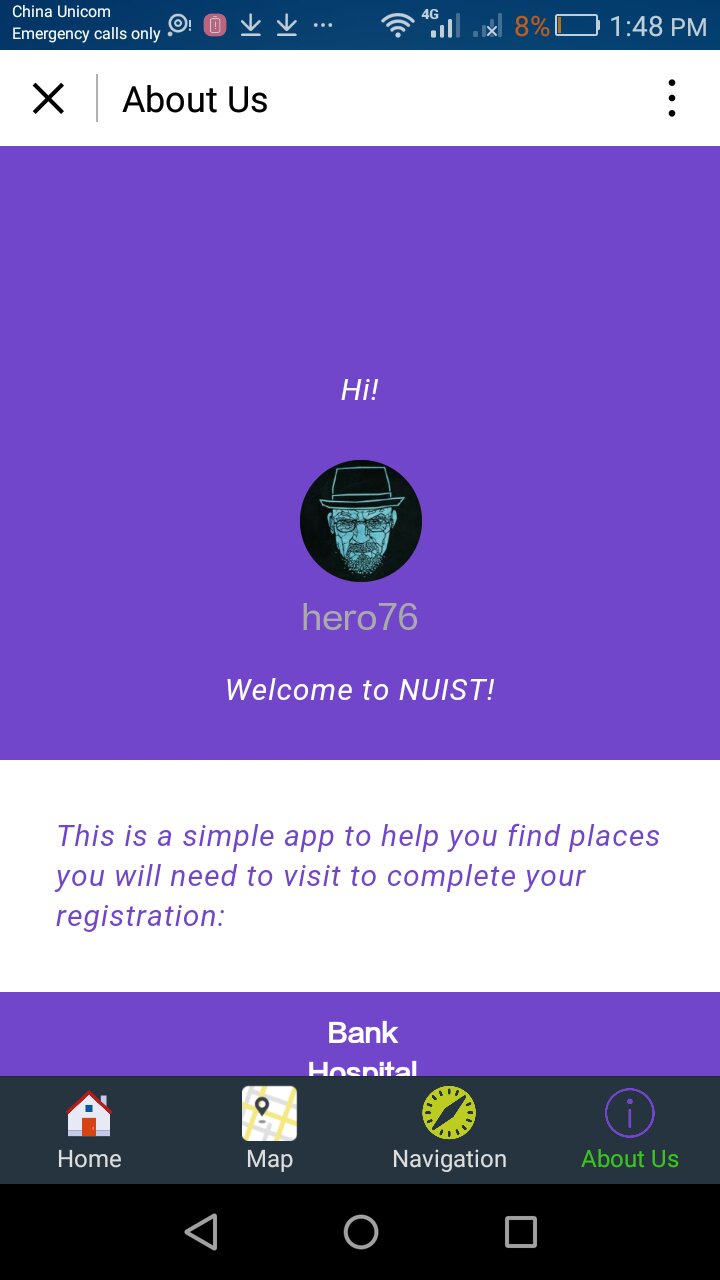 China Unicom
Emergency calls only
4G
8%
1:48 PM
About Us
Hi!
hero76
Welcome to NUIST!
This is a simple app to help you find places
you will need to visit to complete your
registration:
Bank
Hospital
Home
Map
Navigation
About Us